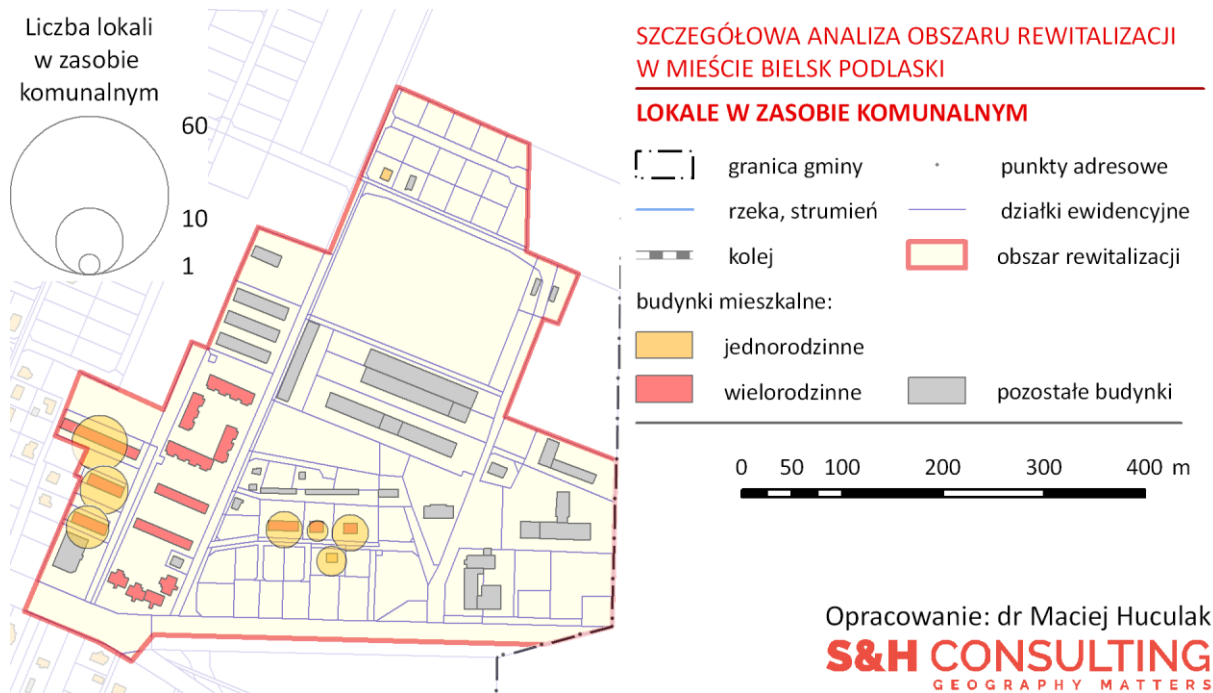 Liczba lokali
w zasobie
komunalnym
60
10
1
SZCZEGÓŁOWA ANALIZA OBSZARU REWITALIZACJI
W MIEŚCIE BIELSK PODLASKI
LOKALE W ZASOBIE KOMUNALNYM
granica gminy
punkty adresowe
rzeka, strumień
działki ewidencyjne
kolej
obszar rewitalizacji
budynki mieszkalne:
jednorodzinne
wielorodzinne
pozostałe budynki
0 50 100 200 300 400 m
Opracowanie: dr Maciej Huculak
S&H CONSULTING
GEOGRAPHY MATTERS